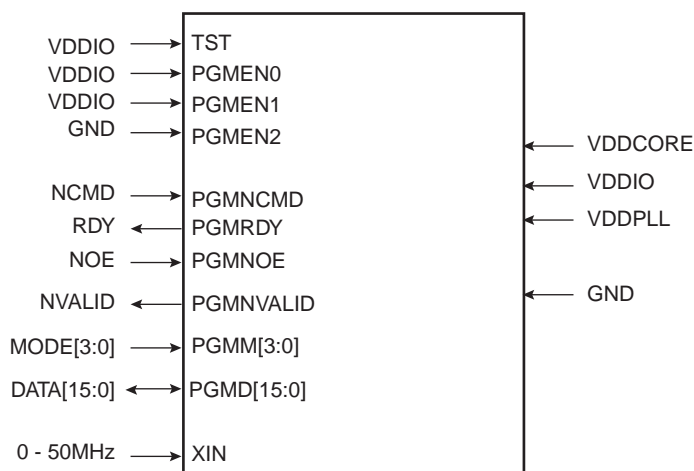 VDDIO TST
VDDIO PGMEN0
VDDIO PGMEN1
GND PGMEN2
VDDCORE
VDDIO
NCMD PGMNCMD
VDDPLL
RDY PGMRDY
NOE PGMNOE
GND
NVALID PGMNVALID
MODE[3:0] PGMM[3:0]
DATA[15:0] PGMD[15:0]
0 - 50MHz XIN